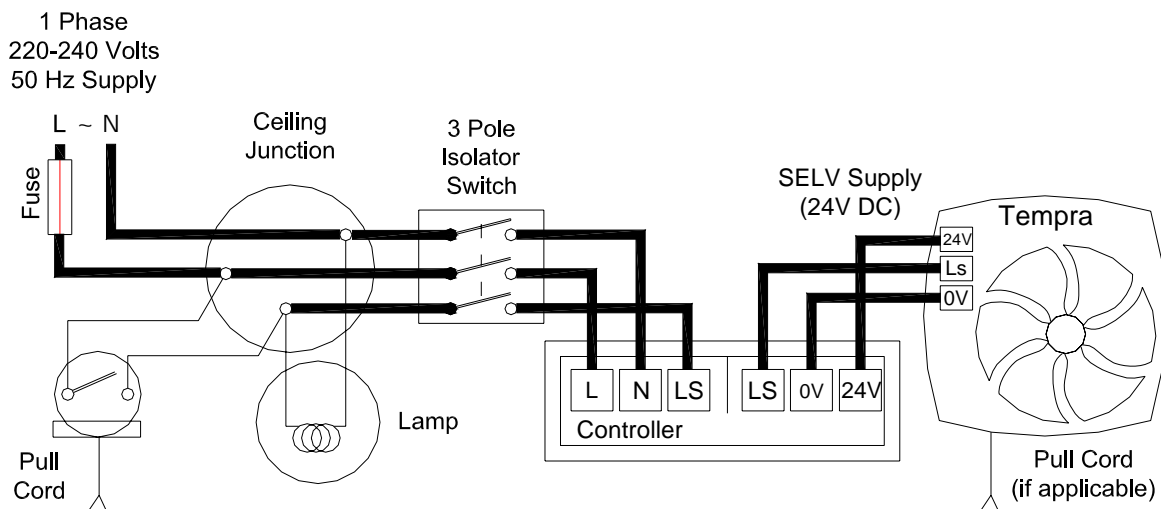 1 Phase
220-240 Volts
50 Hz Supply
L ~ N
Fuse
Ceiling
Junction
3 Pole
Isolator
Switch
SELV Supply
(24V DC)
Tempra
24V
Ls
0V
L
N
LS
LS
0V
24V
Controller
Lamp
Pull
Cord
Pull Cord
(if applicable)